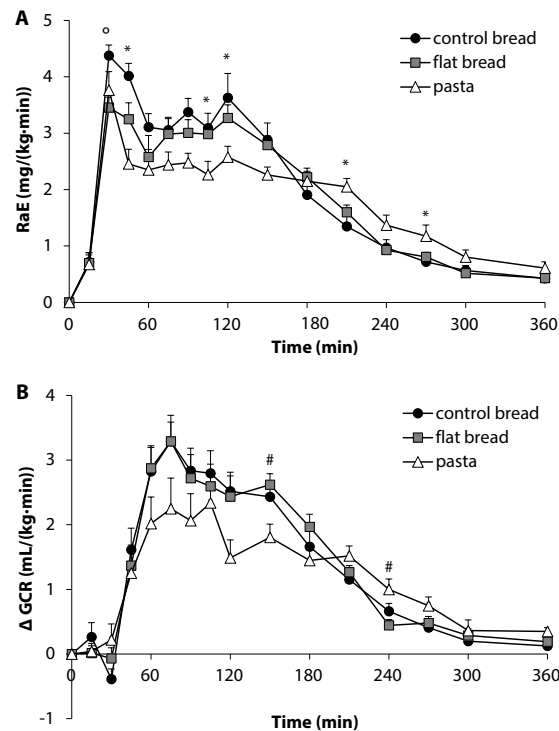 A
5
4
3
2
1
0
RaE (mg/(kg·min))
°
*
*
*
*
*
control bread
flat bread
pasta
0 60 120 180 240 300 360
Time (min)
B
4
3
2
1
0
-1
Δ GCR (mL/(kg·min))
#
#
control bread
flat bread
pasta
0 60 120 180 240 300 360
Time (min)